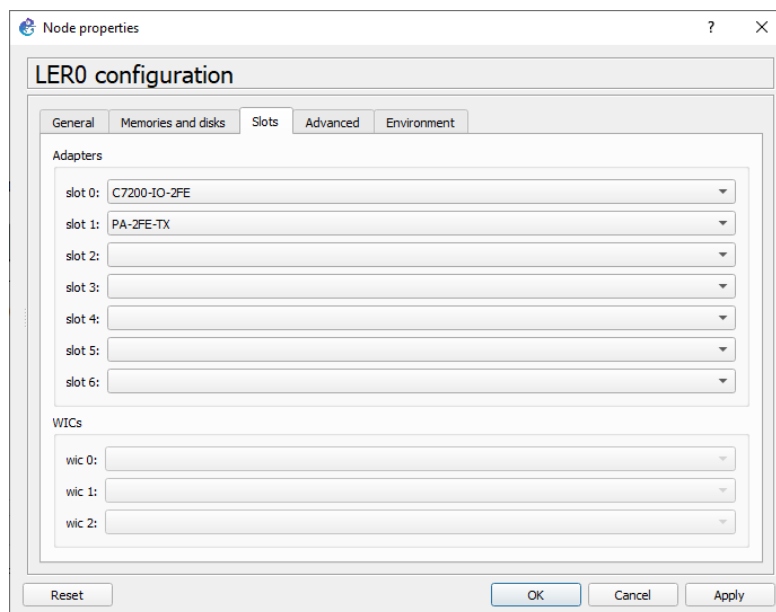 Node properties
?
LER0 configuration
General Memories and disks Slots Advanced Environment
Adapters
slot 0: C7200-IO-2FE
slot 1: PA-2FE-TX
slot 2:
slot 3:
slot 4:
slot 5:
slot 6:
WICs
wic 0:
wic 1:
wic 2:
Reset OK Cancel Apply